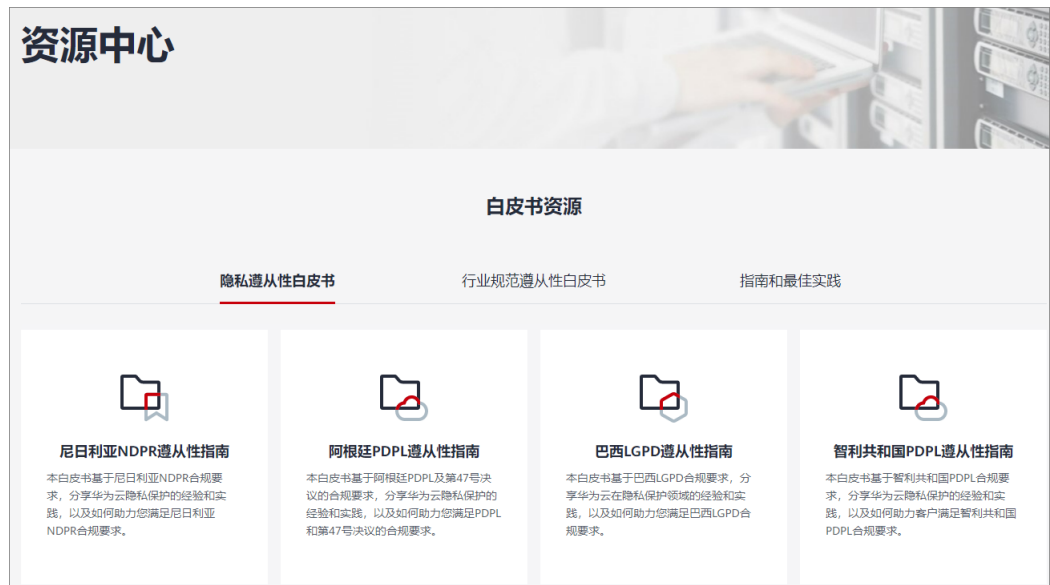 资源中心
白皮书资源
隐私遵从性白皮书
行业规范遵从性白皮书
指南和最佳实践
尼日利亚NDPR遵从性指南
本白皮书基于尼日利亚NDPR合规要
求，分享华为云隐私保护的经验和实
践，以及如何助力您满足尼日利亚
NDPR合规要求。
阿根廷PDPL遵从性指南
本白皮书基于阿根廷PDPL及第47号决
议的合规要求，分享华为云隐私保护的
经验和实践，以及如何助力您满足PDPL
和第47号决议的合规要求。
巴西LGPD遵从性指南
本白皮书基于巴西LGPD合规要求，分
享华为云在隐私保护领域的经验和实
践，以及如何助力您满足巴西LGPD合
规要求。
智利共和国PDPL遵从性指南
本白皮书基于智利共和国PDPL合规要
求，分享华为云隐私保护的经验和实
践，以及如何助力客户满足智利共和国
PDPL合规要求。